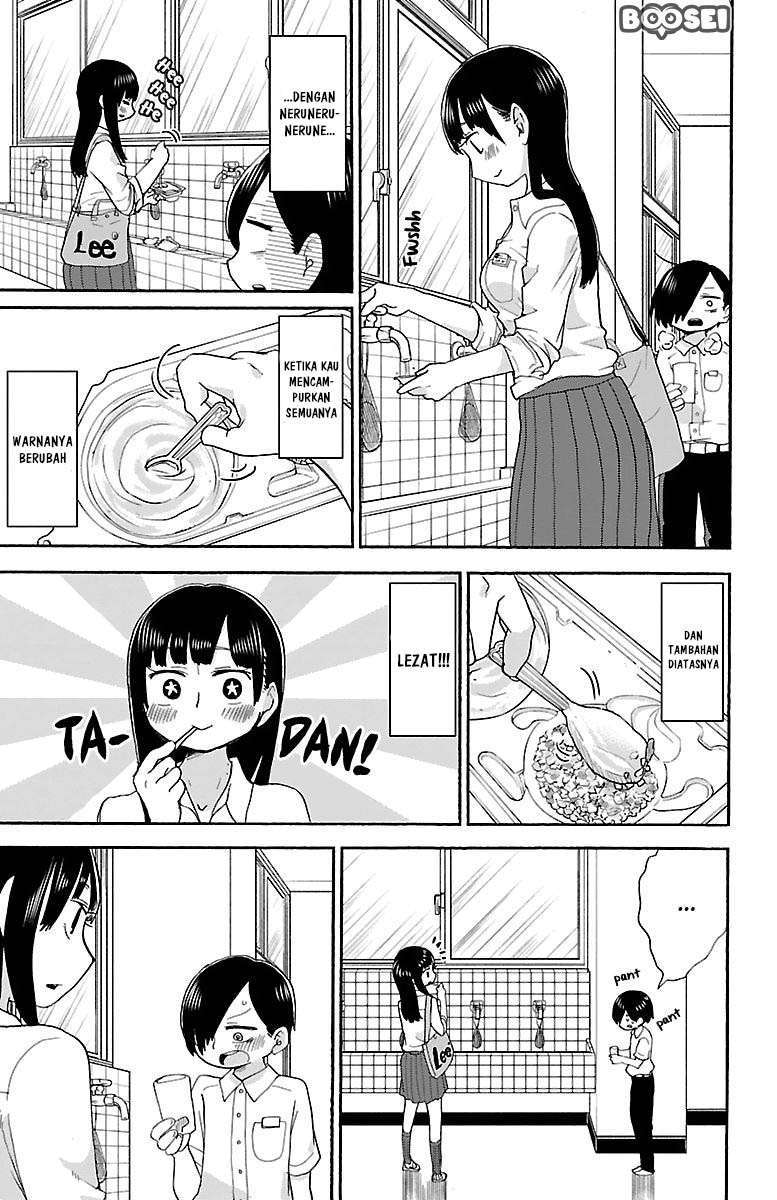 BOOSEI
Fwshh
...DENGAN
NERUNERU-
NERUNE...
Hee
Hee
He
Lee
KETIKA KAU
MENCAM-
PURKAN
SEMUANYA
WARNANYA
BERUBAH
DAN
TAMBAHAN
DIATASNYA
LEZAT!!!
TA-
DAN!
...
pant
pant
Lee